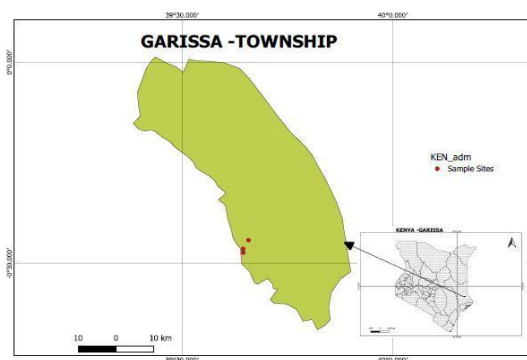 39°30.000' 40°0.000'
GARISSA -TOWNSHIP
0°0.000'
KEN_adm
Sample Sites
KENYA -GARISSA
-0°30.000'
10 0 10 km
39°30.000' 40°0.000'